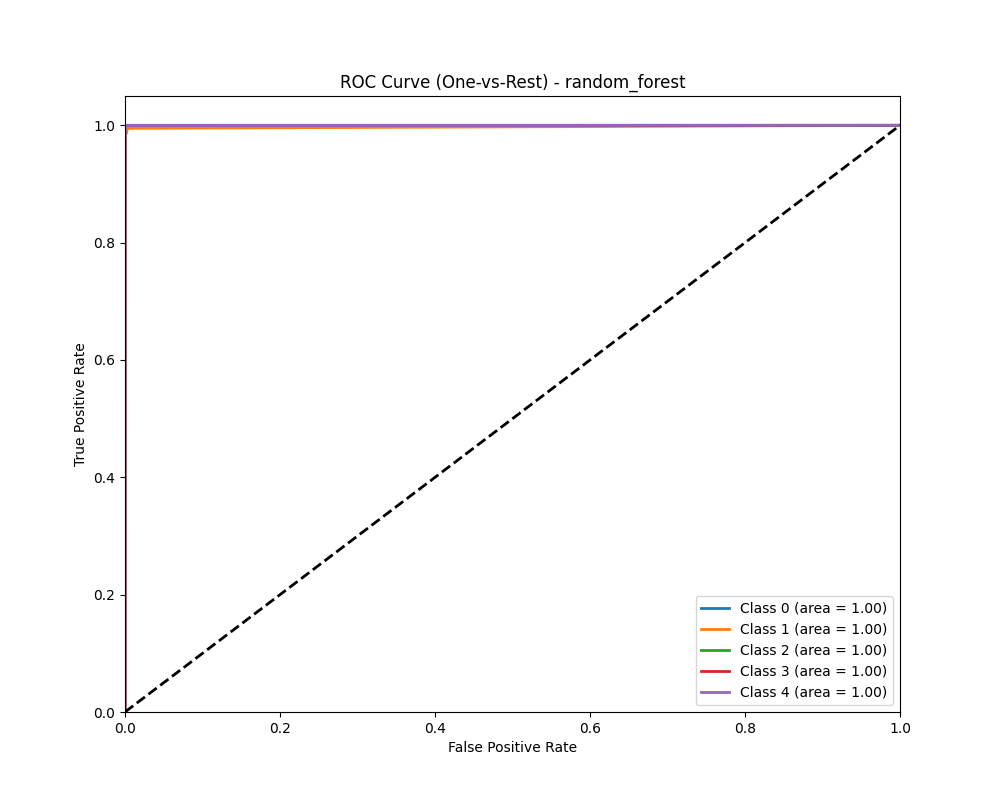 ROC Curve (One-vs-Rest) - random_forest
True Positive Rate
1.0
0.8
0.6
0.4
0.2
0.0
0.0 0.2 0.4 0.6 0.8 1.0
False Positive Rate
Class 0 (area = 1.00)
Class 1 (area = 1.00)
Class 2 (area = 1.00)
Class 3 (area = 1.00)
Class 4 (area = 1.00)